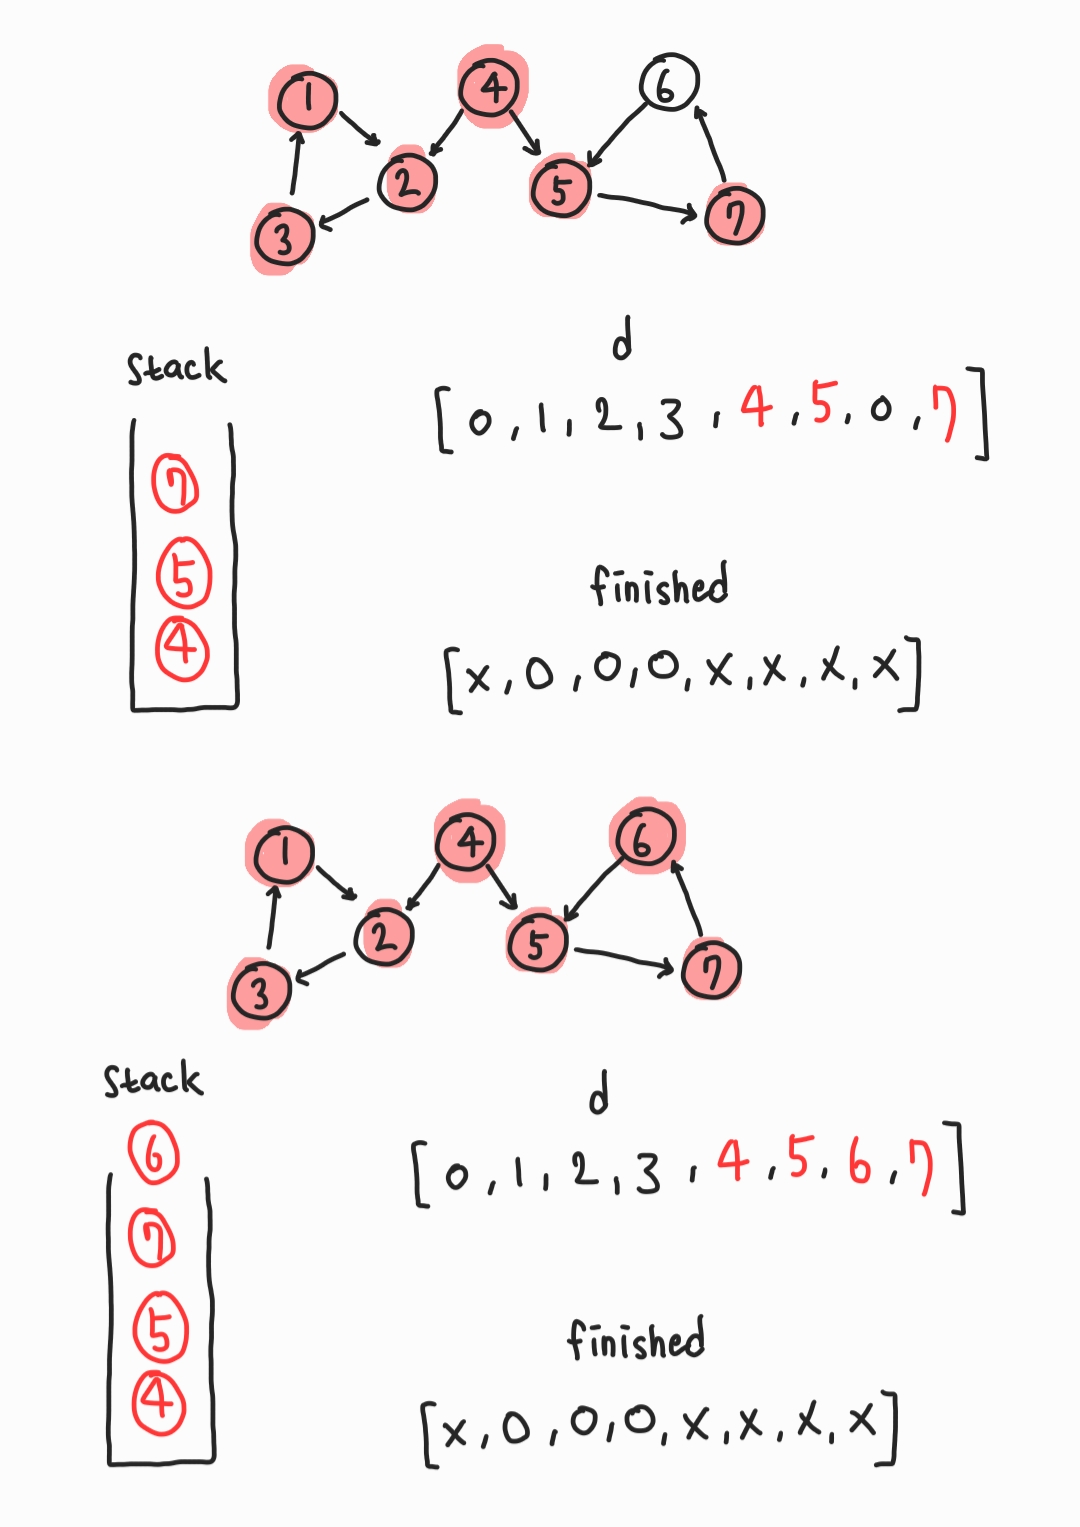 1 4 6
2 5 7
3
d
stack
[0, 1, 2, 3, 4, 5, 0, 7]
7
5
finished
4
[x, 0, 0, 0, x, x, x, x]
1 4 6
2 5 7
3
stack
d
6
[0, 1, 2, 3, 4, 5, 6, 7]
7
5
finished
4
[x, 0, 0, 0, x, x, x, x]